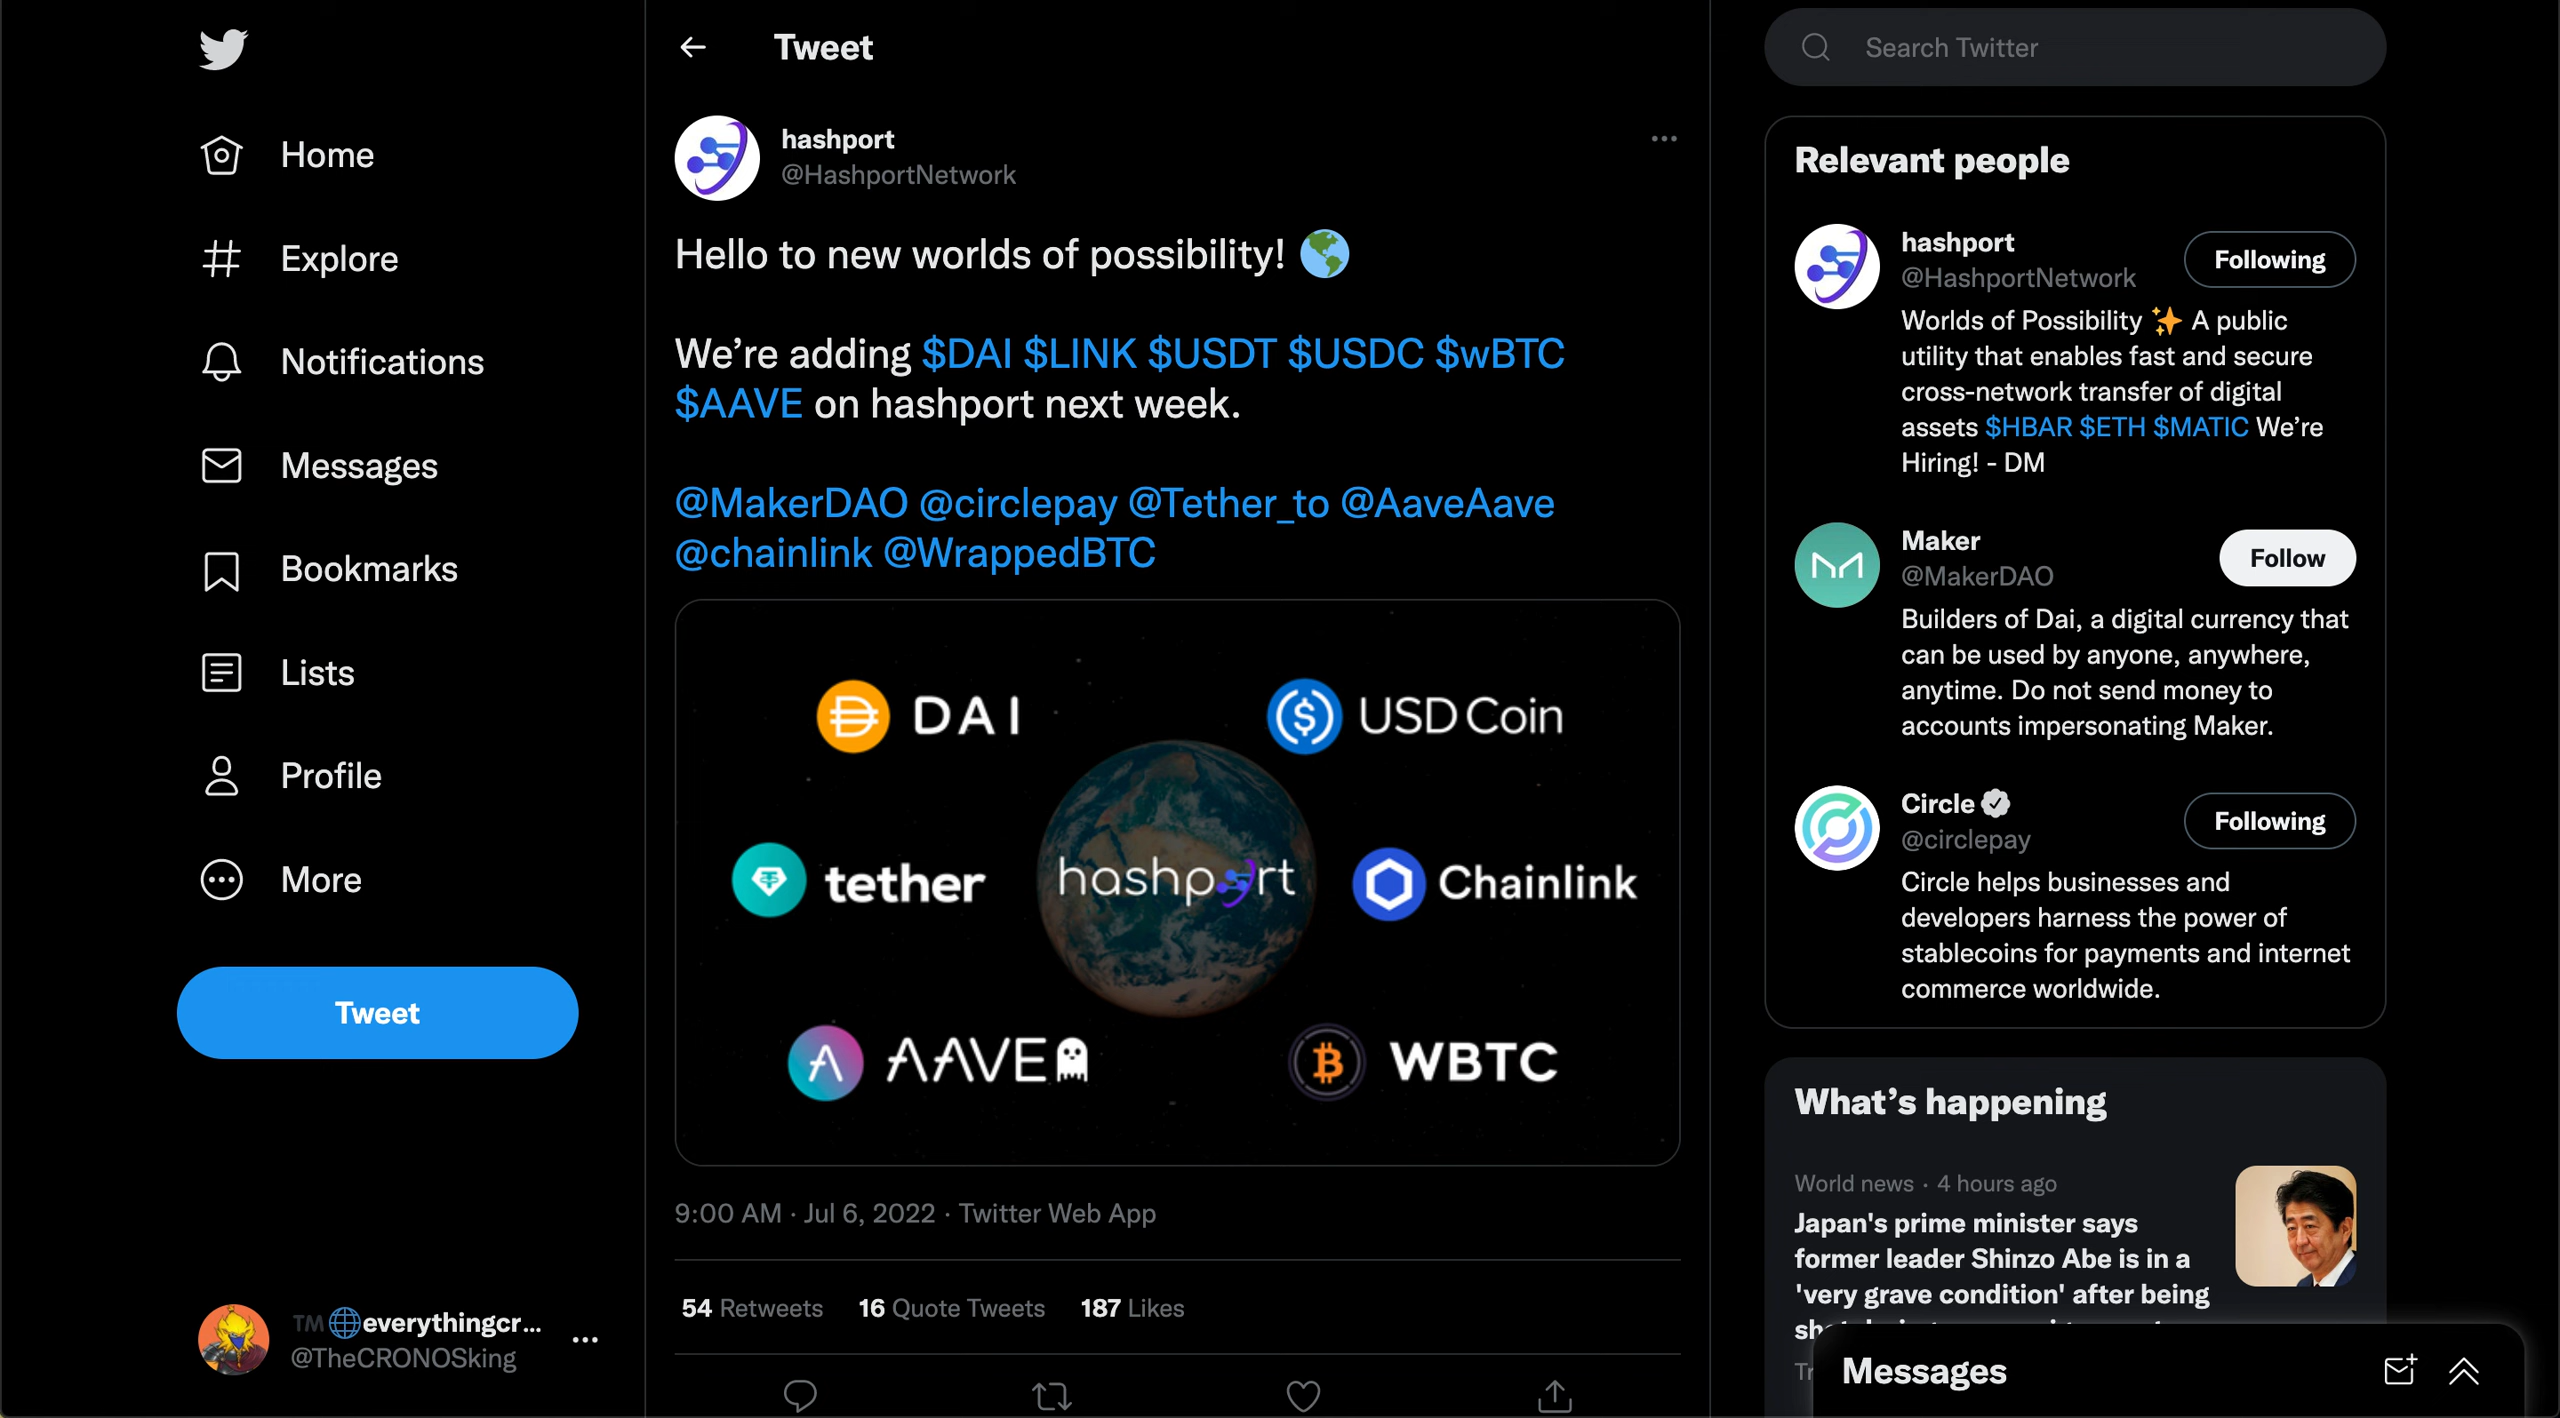 Home
Explore
Notifications
Messages
Bookmarks
Lists
Profile
More
Tweet
TM🌐everythingcr...
@TheCRONOSking
Tweet
hashport
@HashportNetwork
Hello to new worlds of possibility! 🌎
We’re adding $DAI $LINK $USDT $USDC $wBTC
$AAVE on hashport next week.
@MakerDAO @circlepay @Tether_to @AaveAave
@chainlink @WrappedBTC
DAI
USD Coin
tether
hashport
Chainlink
AAVE
WBTC
9:00 AM · Jul 6, 2022 · Twitter Web App
54 Retweets 16 Quote Tweets 187 Likes
Search Twitter
Relevant people
hashport
@HashportNetwork
Following
Worlds of Possibility ✨ A public
utility that enables fast and secure
cross-network transfer of digital
assets $HBAR $ETH $MATIC We’re
Hiring! - DM
Maker
@MakerDAO
Follow
Builders of Dai, a digital currency that
can be used by anyone, anywhere,
anytime. Do not send money to
accounts impersonating Maker.
Circle
@circlepay
Following
Circle helps businesses and
developers harness the power of
stablecoins for payments and internet
commerce worldwide.
What’s happening
World news · 4 hours ago
Japan's prime minister says
former leader Shinzo Abe is in a
'very grave condition' after being
Messages